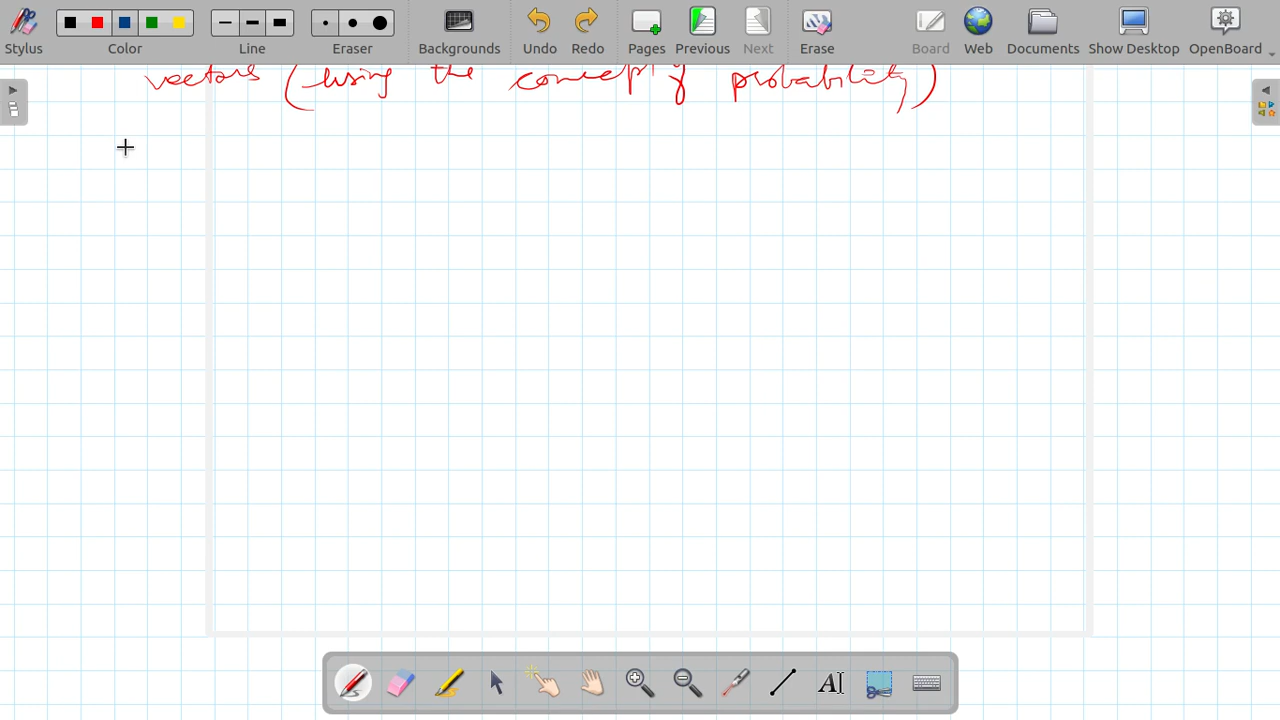 Stylus Color Line Eraser Backgrounds Undo Redo Pages Previous Next Erase Board Web Documents Show Desktop OpenBoard
vectors (using the concept of probability)
AI